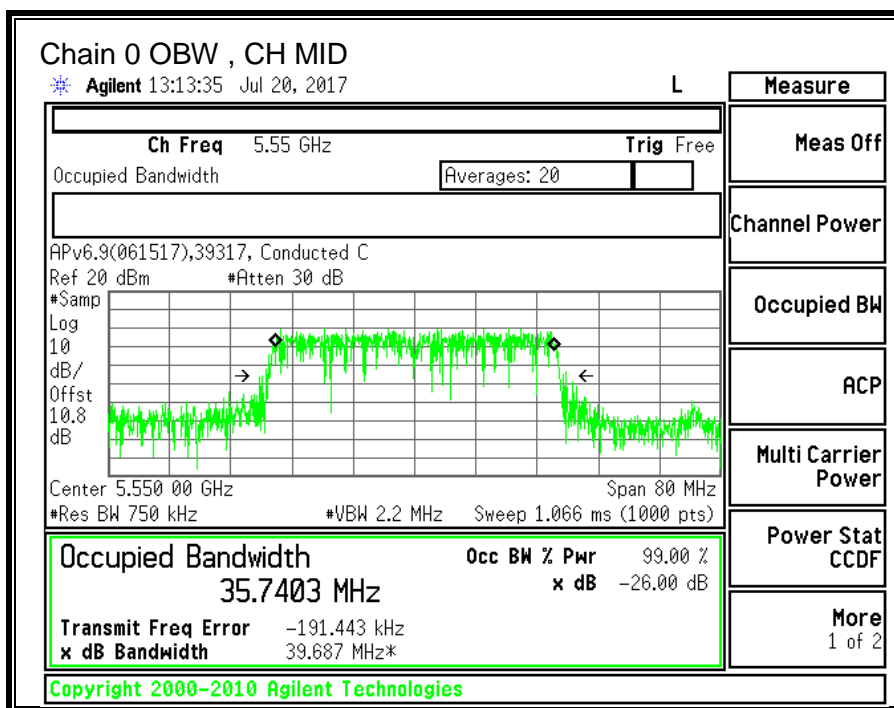 Chain 0 OBW , CH MID
Agilent 13:13:35 Jul 20, 2017 L
Measure
Ch Freq 5.55 GHz Trig Free
Occupied Bandwidth Averages: 20
APv6.9(061517),39317, Conducted C
Ref 20 dBm #Atten 30 dB
#Samp
Log
10
dB/
Offst
10.8
dB
Center 5.550 00 GHz Span 80 MHz
#Res BW 750 kHz #VBW 2.2 MHz Sweep 1.066 ms (1000 pts)
Occupied Bandwidth Occ BW % Pwr 99.00 %
35.7403 MHz x dB -26.00 dB
Transmit Freq Error -191.443 kHz
x dB Bandwidth 39.687 MHz*
Copyright 2000-2010 Agilent Technologies
Meas Off
Channel Power
Occupied BW
ACP
Multi Carrier
Power
Power Stat
CCDF
More
1 of 2